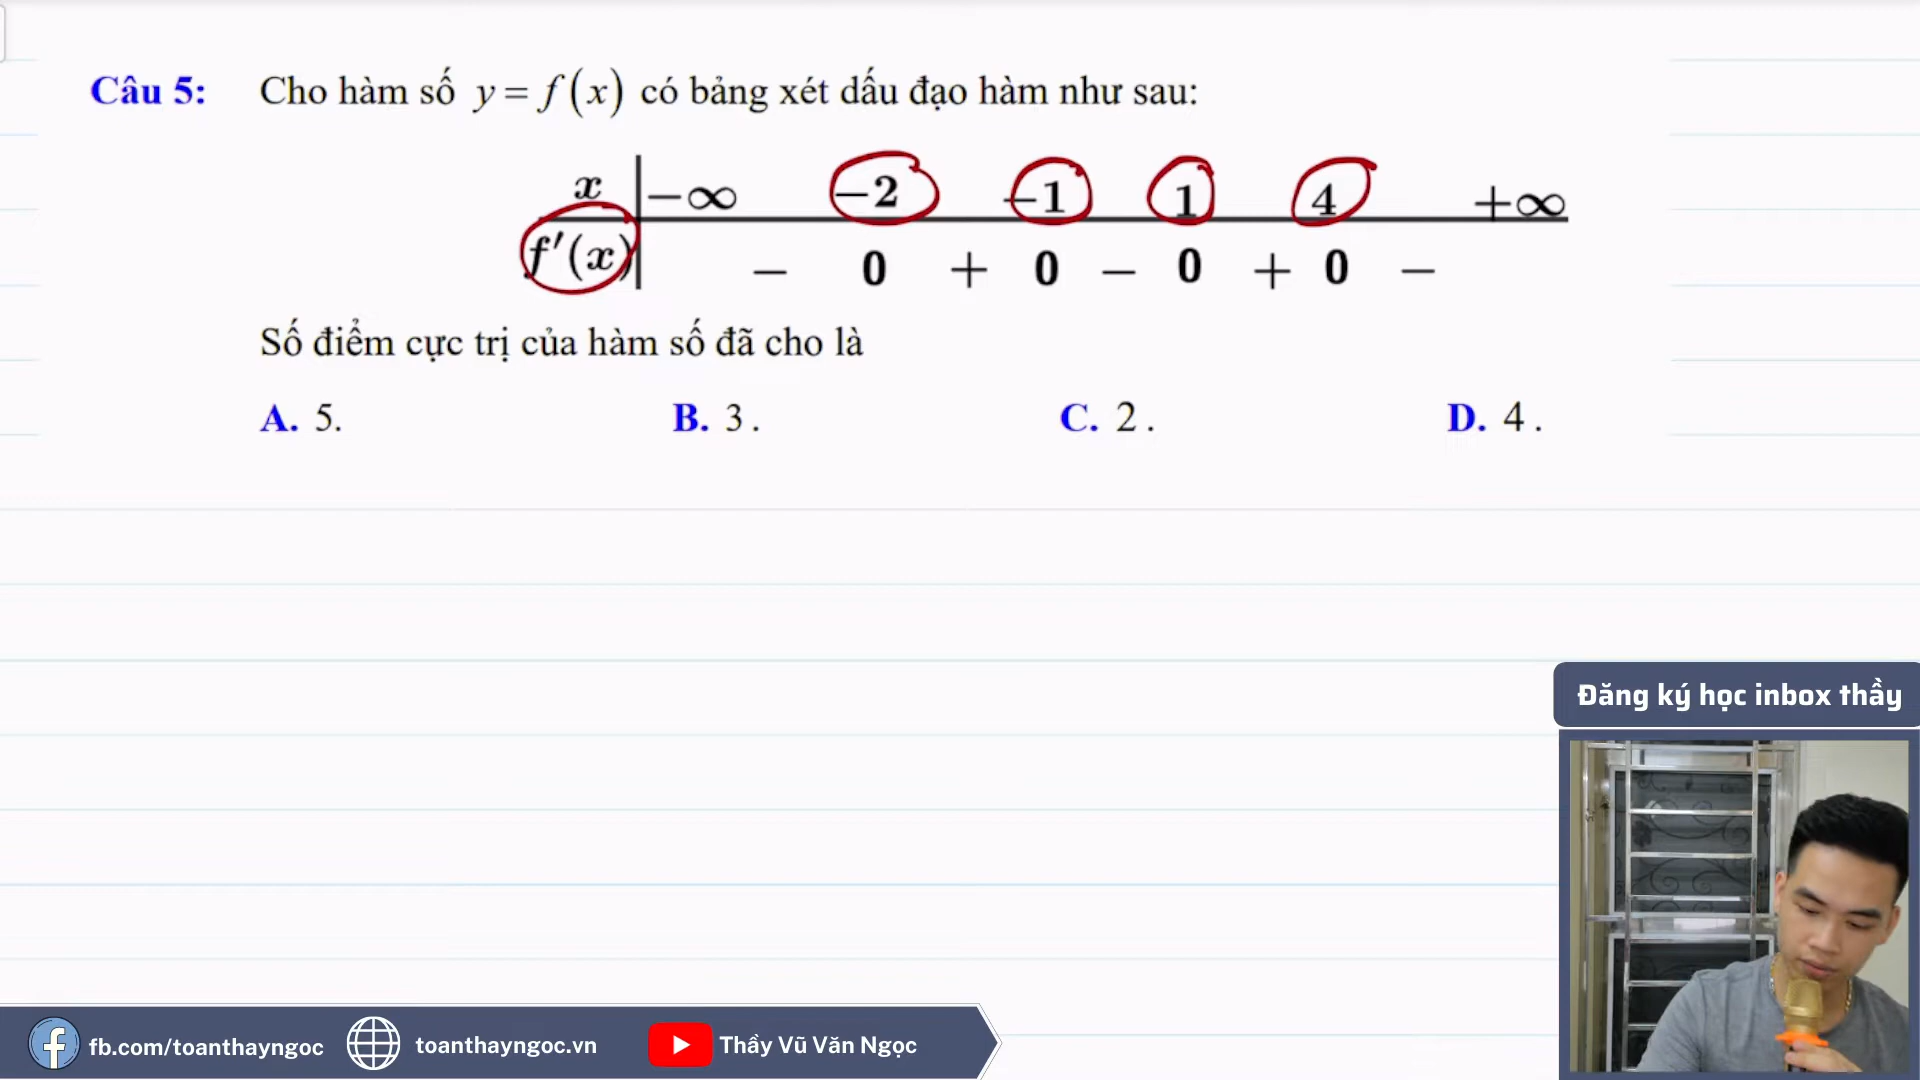 Câu 5: Cho hàm số y = f(x) có bảng xét dấu đạo hàm như sau:
x −∞ −2 −1 1 4 +∞
f′(x) − 0 + 0 − 0 + 0 −
Số điểm cực trị của hàm số đã cho là
A. 5. B. 3. C. 2. D. 4.
Đăng ký học inbox thầy
fb.com/toanthayngoc toanthayngoc.vn Thầy Vũ Văn Ngọc